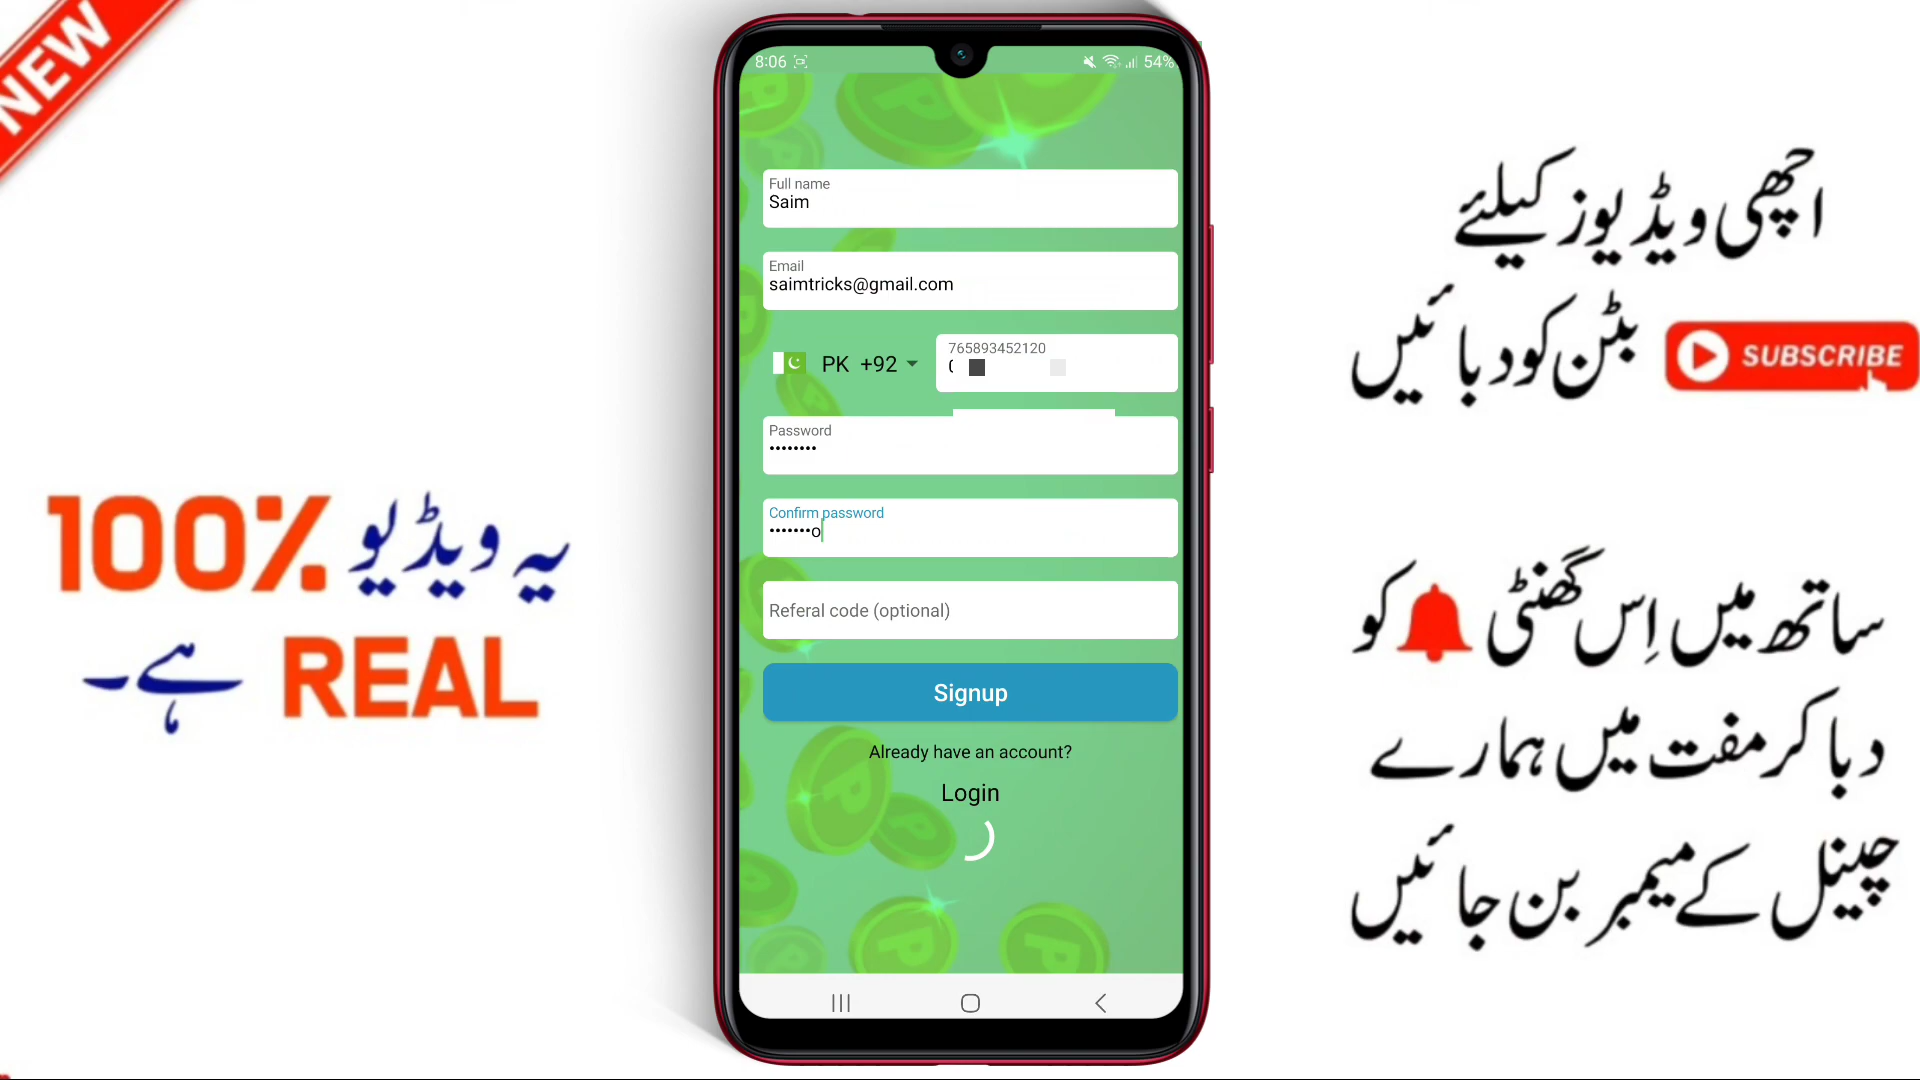 NEW
یہ ویڈیو 100%
REAL ہے۔
8:06
54%
Full name
Saim
Email
saimtricks@gmail.com
PK +92
765893452120
Password
••••••••
Confirm password
•••••••o
Referal code (optional)
Signup
Already have an account?
Login
اچھی ویڈیوز کیلئے
SUBSCRIBE بٹن کو دبائیں
ساتھ میں اِس گھنٹی کو
دبا کر مفت میں ہمارے
چینل کے میمبر بن جائیں